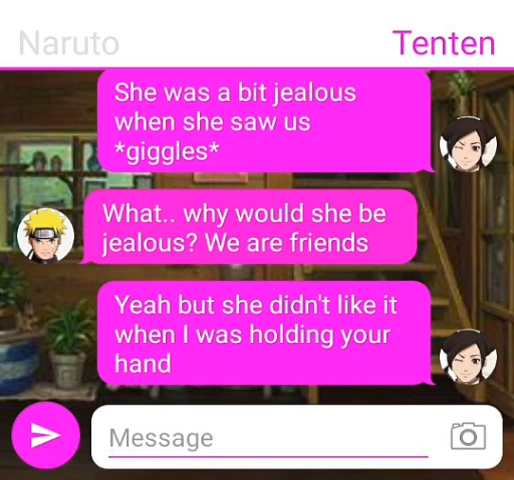 Naruto Tenten
She was a bit jealous
when she saw us
*giggles*
What.. why would she be
jealous? We are friends
Yeah but she didn't like it
when I was holding your
hand
Message